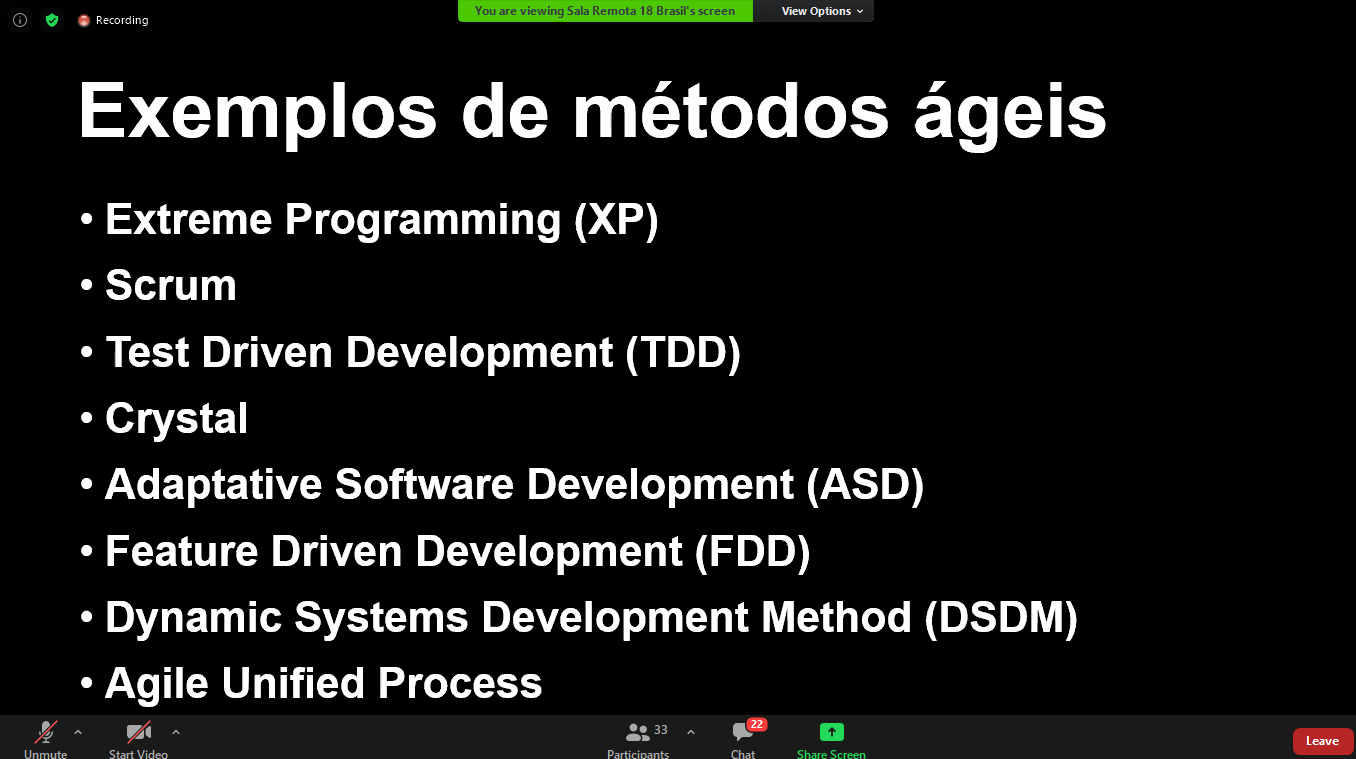 Recording
You are viewing Sala Remota 18 Brasil's screen
View Options
Exemplos de métodos ágeis
• Extreme Programming (XP)
• Scrum
• Test Driven Development (TDD)
• Crystal
• Adaptative Software Development (ASD)
• Feature Driven Development (FDD)
• Dynamic Systems Development Method (DSDM)
• Agile Unified Process
33
22
Leave
Unmute
Start Video
Participants
Chat
Share Screen